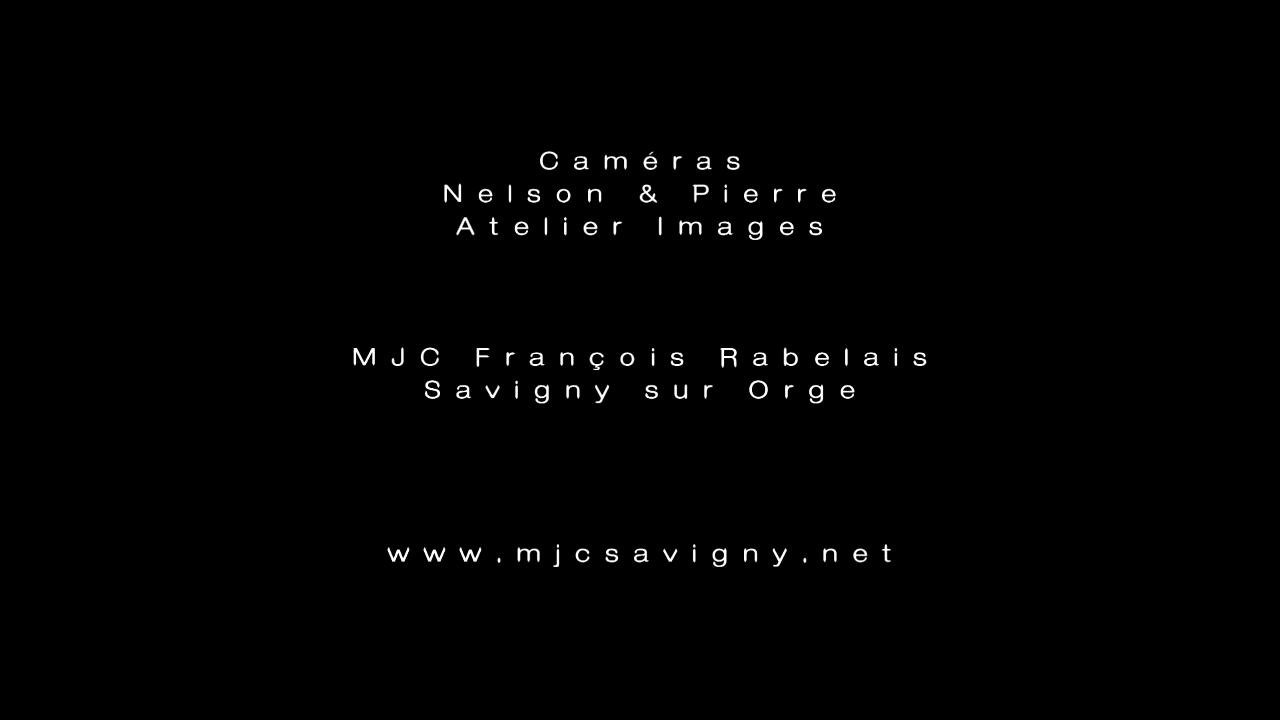 Caméras
Nelson & Pierre
Atelier Images
MJC François Rabelais
Savigny sur Orge
www.mjcsavigny.net